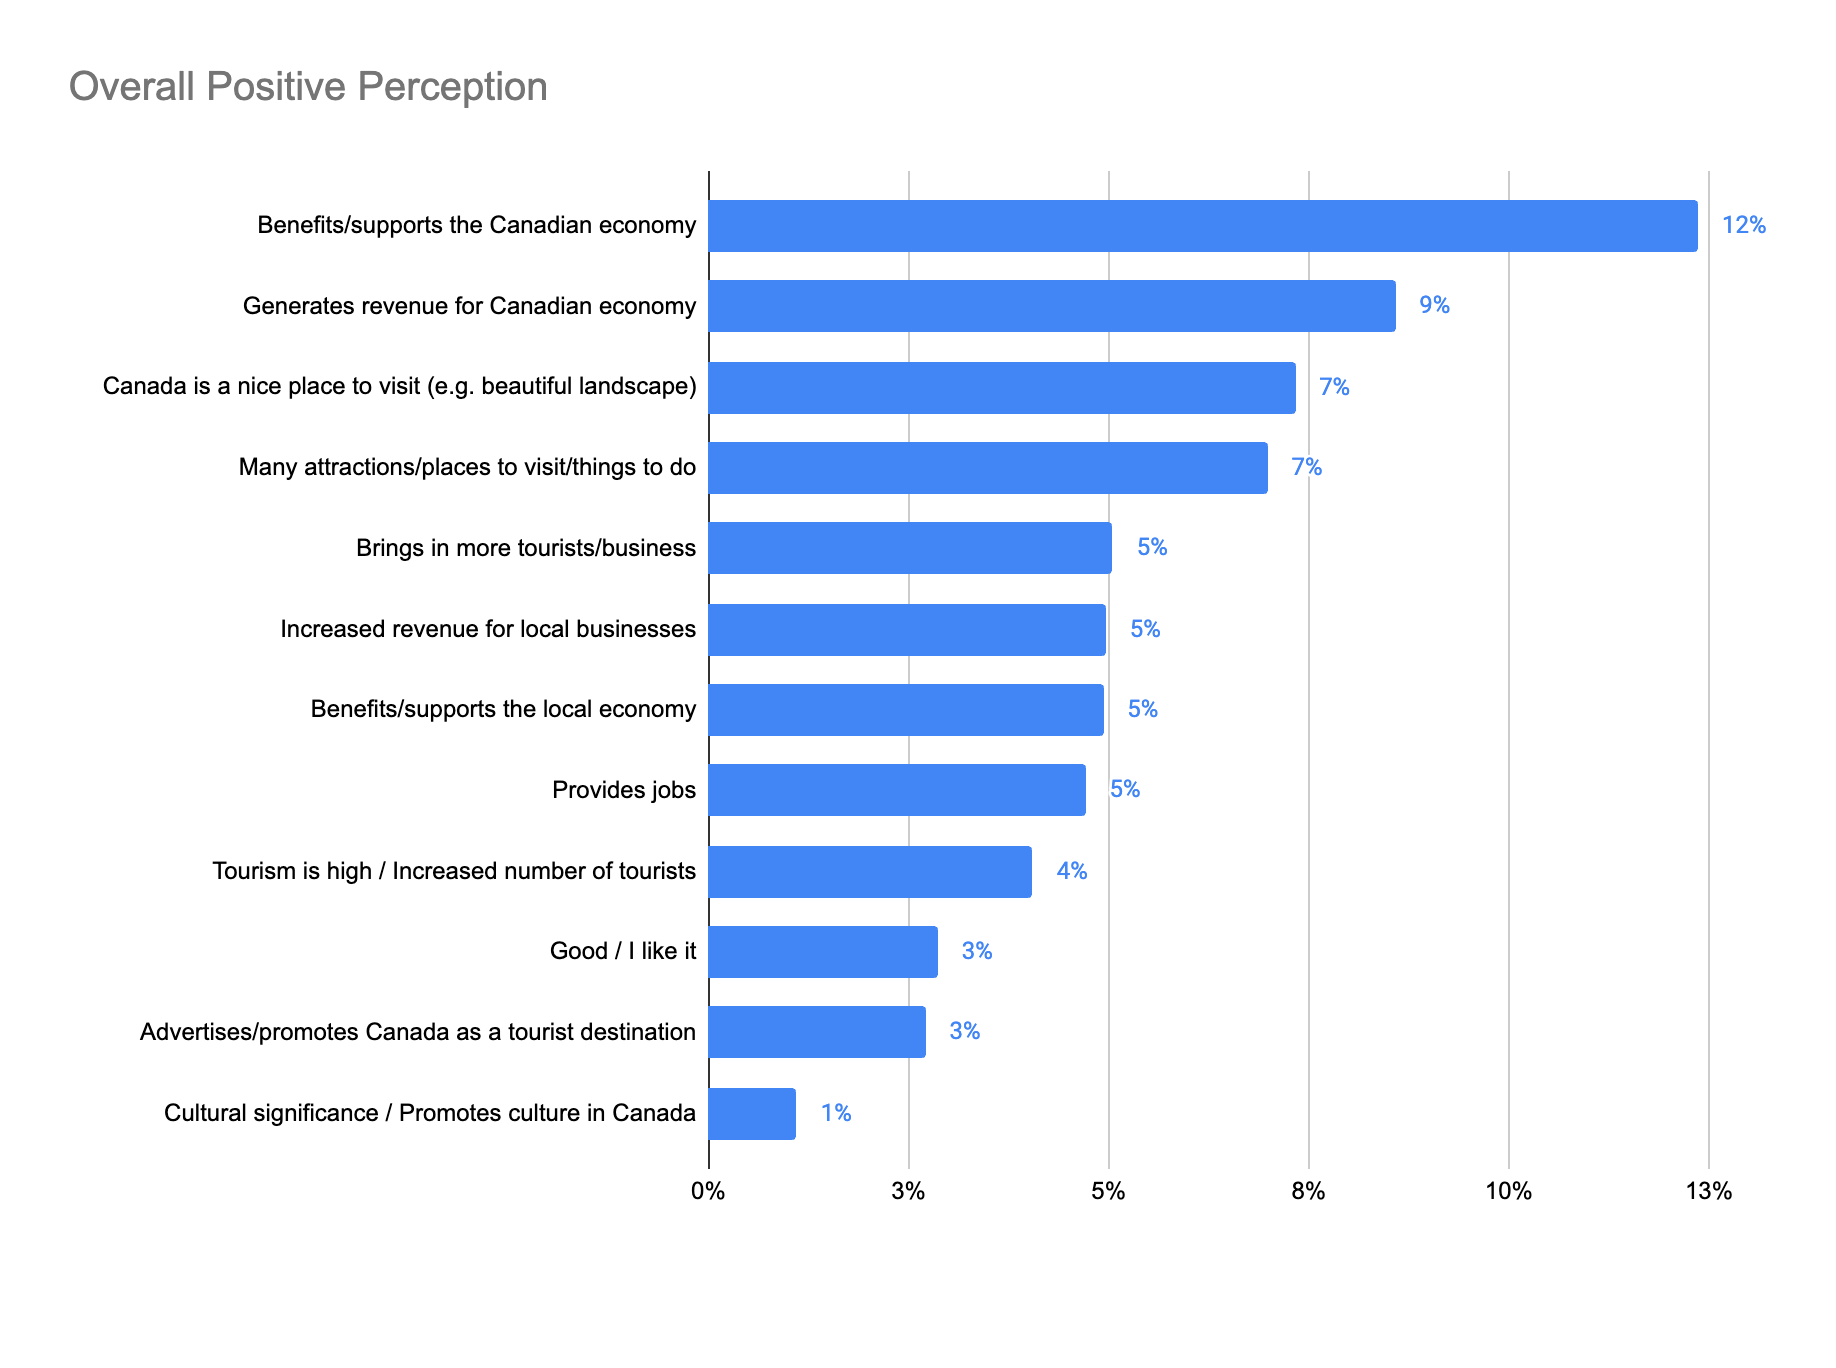 Overall Positive Perception
Benefits/supports the Canadian economy 12%
Generates revenue for Canadian economy 9%
Canada is a nice place to visit (e.g. beautiful landscape) 7%
Many attractions/places to visit/things to do 7%
Brings in more tourists/business 5%
Increased revenue for local businesses 5%
Benefits/supports the local economy 5%
Provides jobs 5%
Tourism is high / Increased number of tourists 4%
Good / I like it 3%
Advertises/promotes Canada as a tourist destination 3%
Cultural significance / Promotes culture in Canada 1%
0% 3% 5% 8% 10% 13%